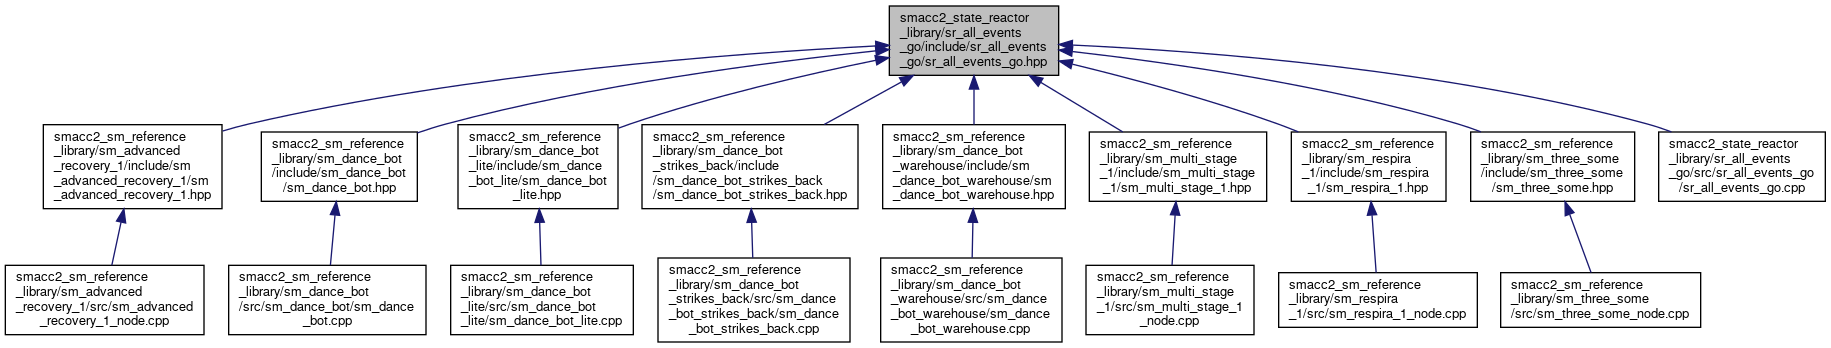 smacc2_state_reactor
_library/sr_all_events
_go/include/sr_all_events
_go/sr_all_events_go.hpp
smacc2_sm_reference
_library/sm_advanced
_recovery_1/include/sm
_advanced_recovery_1/sm
_advanced_recovery_1.hpp
smacc2_sm_reference
_library/sm_dance_bot
/include/sm_dance_bot
/sm_dance_bot.hpp
smacc2_sm_reference
_library/sm_dance_bot
_lite/include/sm_dance
_bot_lite/sm_dance_bot
_lite.hpp
smacc2_sm_reference
_library/sm_dance_bot
_strikes_back/include
/sm_dance_bot_strikes_back
/sm_dance_bot_strikes_back.hpp
smacc2_sm_reference
_library/sm_dance_bot
_warehouse/include/sm
_dance_bot_warehouse/sm
_dance_bot_warehouse.hpp
smacc2_sm_reference
_library/sm_multi_stage
_1/include/sm_multi_stage
_1/sm_multi_stage_1.hpp
smacc2_sm_reference
_library/sm_respira
_1/include/sm_respira
_1/sm_respira_1.hpp
smacc2_sm_reference
_library/sm_three_some
/include/sm_three_some
/sm_three_some.hpp
smacc2_state_reactor
_library/sr_all_events
_go/src/sr_all_events_go
/sr_all_events_go.cpp
smacc2_sm_reference
_library/sm_advanced
_recovery_1/src/sm_advanced
_recovery_1_node.cpp
smacc2_sm_reference
_library/sm_dance_bot
/src/sm_dance_bot/sm_dance
_bot.cpp
smacc2_sm_reference
_library/sm_dance_bot
_lite/src/sm_dance_bot
_lite/sm_dance_bot_lite.cpp
smacc2_sm_reference
_library/sm_dance_bot
_strikes_back/src/sm_dance
_bot_strikes_back/sm_dance
_bot_strikes_back.cpp
smacc2_sm_reference
_library/sm_dance_bot
_warehouse/src/sm_dance
_bot_warehouse/sm_dance
_bot_warehouse.cpp
smacc2_sm_reference
_library/sm_multi_stage
_1/src/sm_multi_stage_1
_node.cpp
smacc2_sm_reference
_library/sm_respira
_1/src/sm_respira_1_node.cpp
smacc2_sm_reference
_library/sm_three_some
/src/sm_three_some_node.cpp